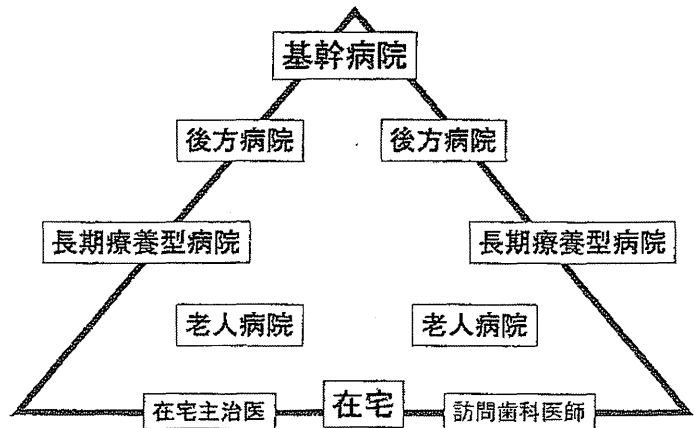 基幹病院
後方病院 後方病院
長期療養型病院 長期療養型病院
老人病院 老人病院
在宅主治医 在宅 訪問歯科医師